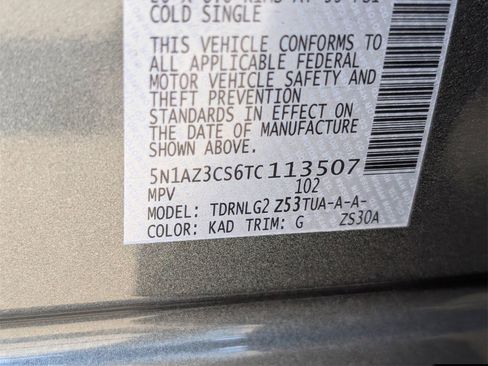 COLD SINGLE
THIS VEHICLE CONFORMS TO
ALL APPLICABLE FEDERAL
MOTOR VEHICLE SAFETY AND
THEFT PREVENTION
STANDARDS IN EFFECT ON
THE DATE OF MANUFACTURE
SHOWN ABOVE.
5N1AZ3CS6TC113507
MPV 102
MODEL: TDRNLG2 Z53TUA-A-A-
COLOR: KAD TRIM: G ZS30A